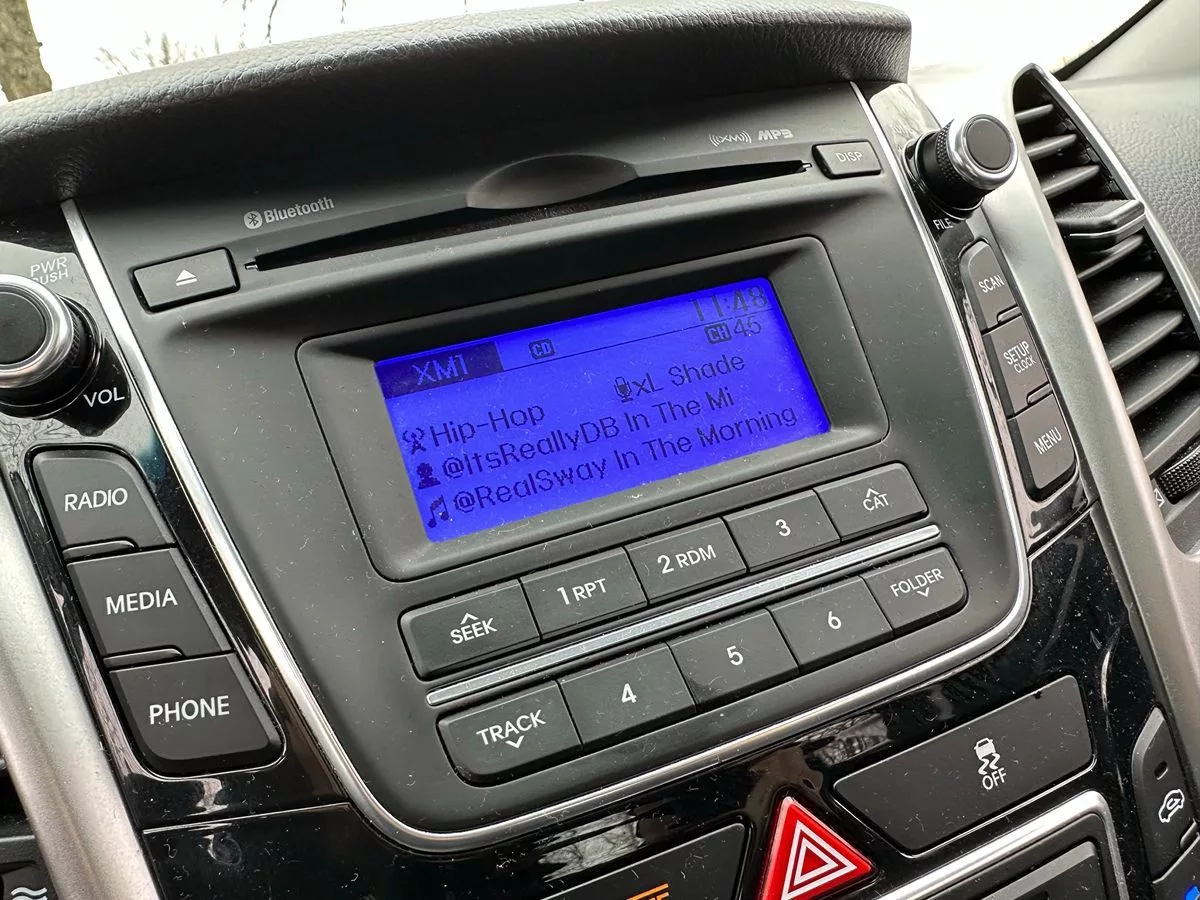 ((XM)) MP3
DISP
Bluetooth
PWR
PUSH
VOL
FILE
SCAN
SETUP
CLOCK
MENU
11:48
XM1 CD CH 45
Hip-Hop xL Shade
@ItsReallyDB In The Mi
@RealSway In The Morning
RADIO
MEDIA
PHONE
SEEK 1 RPT 2 RDM 3 CAT
TRACK 4 5 6 FOLDER
OFF